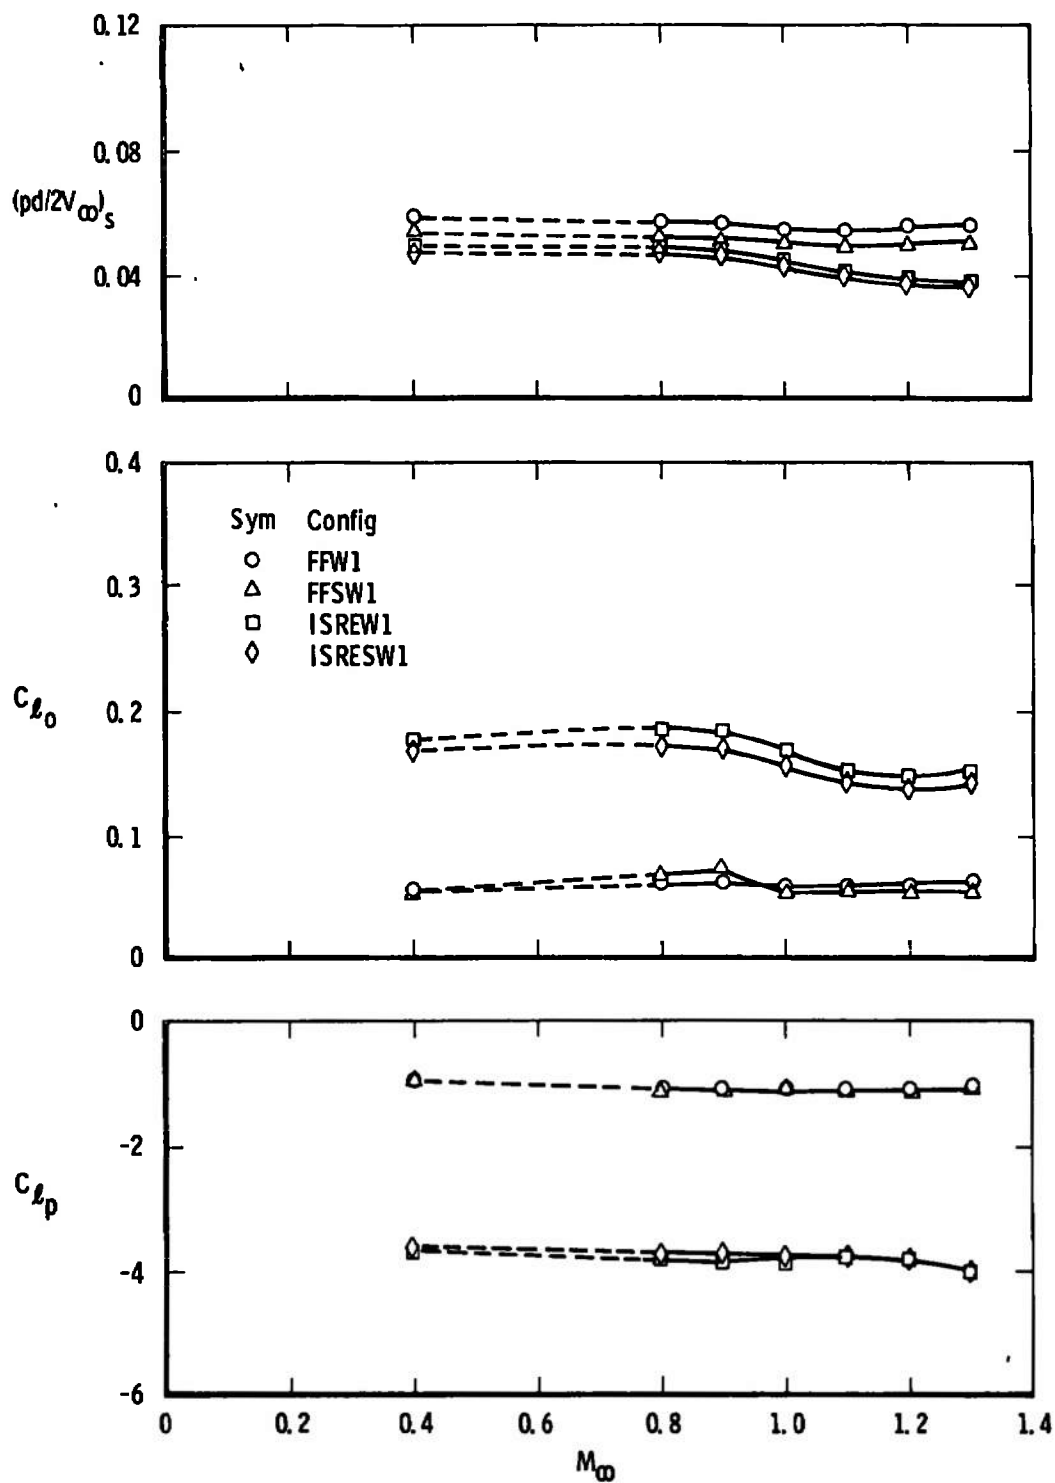 0.12
0.08
(pd/2V∞)s
0.04
0
0.4
Sym Config
FFW1
0.3
FFSW1
ISREW1
ISRESW1
Cℓo
0.2
0.1
0
0
-2
Cℓp
-4
-6
0 0.2 0.4 0.6 0.8 1.0 1.2 1.4
M∞